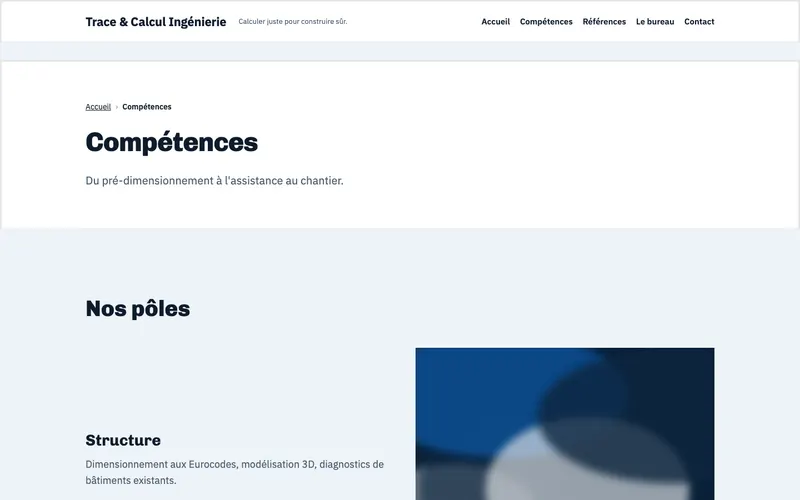 Trace & Calcul Ingénierie
Calculer juste pour construire sûr.
Accueil Compétences Références Le bureau Contact
Accueil › Compétences
Compétences
Du pré-dimensionnement à l'assistance au chantier.
Nos pôles
Structure
Dimensionnement aux Eurocodes, modélisation 3D, diagnostics de
bâtiments existants.